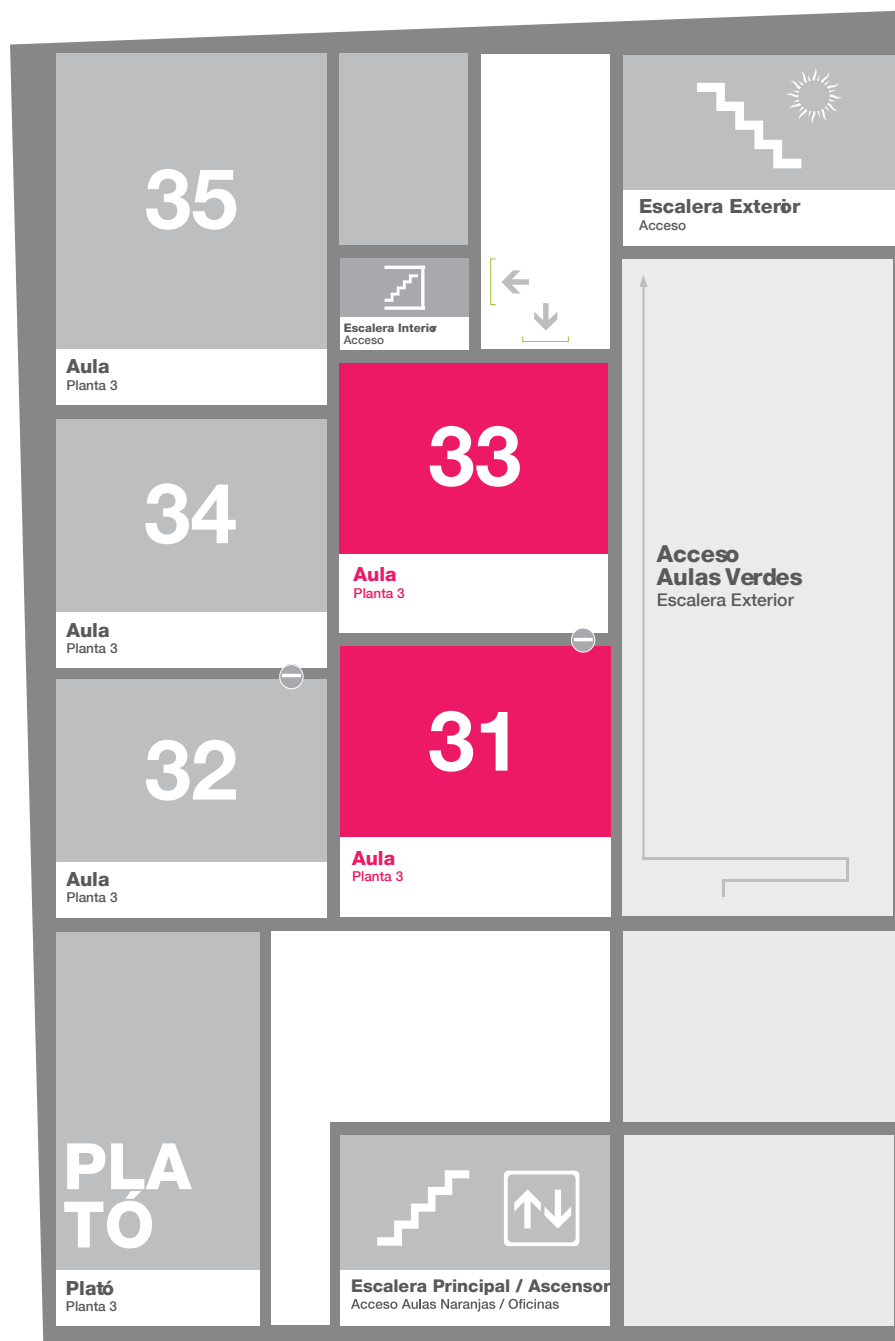 35
Aula
Planta 3
Escalera Interior
Acceso
Escalera Exterior
Acceso
34
Aula
Planta 3
33
Aula
Planta 3
Acceso
Aulas Verdes
Escalera Exterior
32
Aula
Planta 3
31
Aula
Planta 3
PLA
TÓ
Plató
Planta 3
Escalera Principal / Ascensor
Acceso Aulas Naranjas / Oficinas